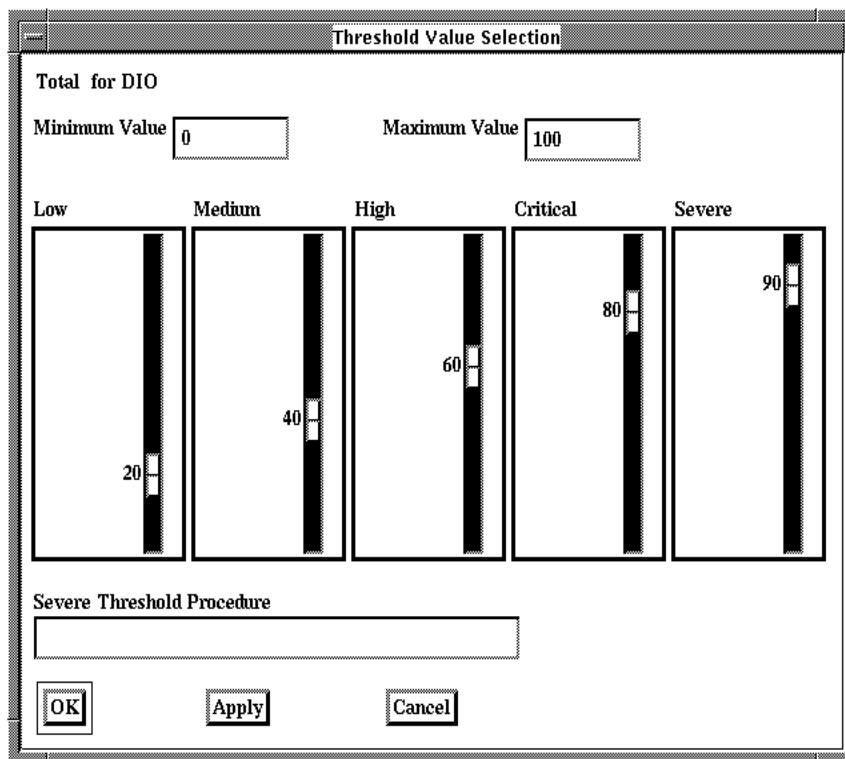 Threshold Value Selection
Total for DIO
Minimum Value 0 Maximum Value 100
Low Medium High Critical Severe
90
80
60
40
20
Severe Threshold Procedure
OK Apply Cancel